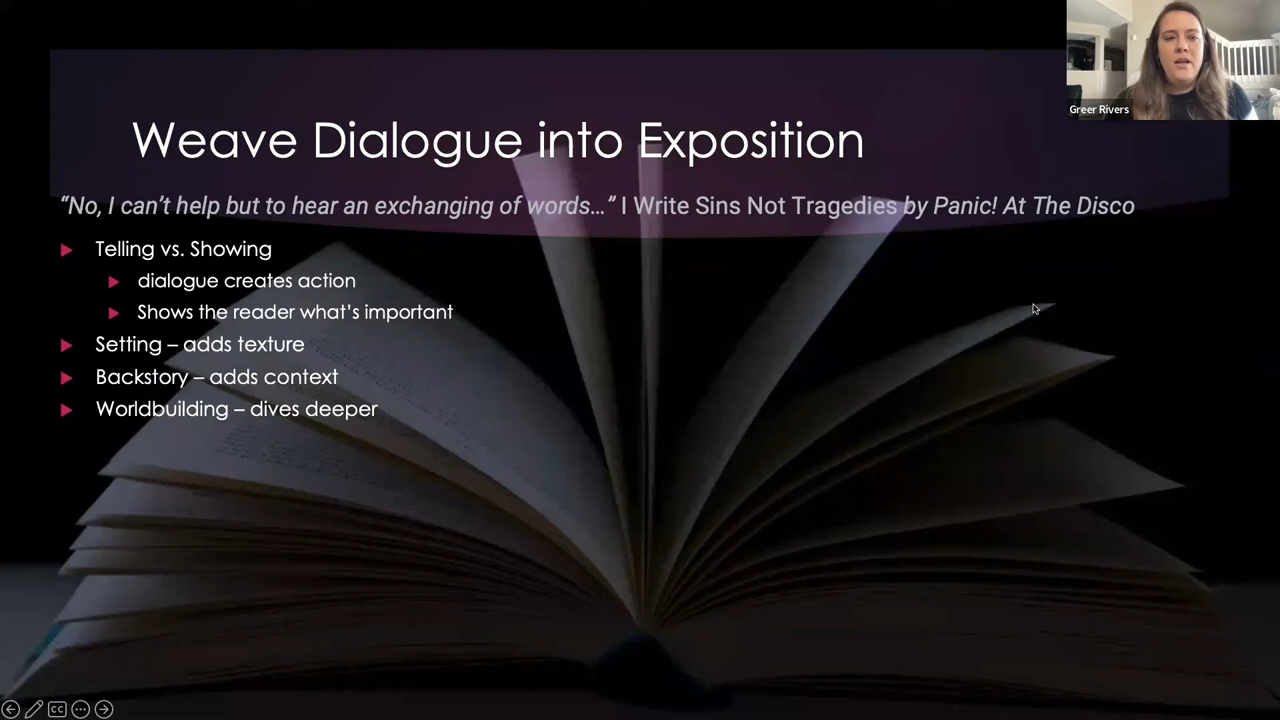 Greer Rivers
Weave Dialogue into Exposition
“No, I can’t help but to hear an exchanging of words…” I Write Sins Not Tragedies by Panic! At The Disco
Telling vs. Showing
dialogue creates action
Shows the reader what’s important
Setting – adds texture
Backstory – adds context
Worldbuilding – dives deeper
CC